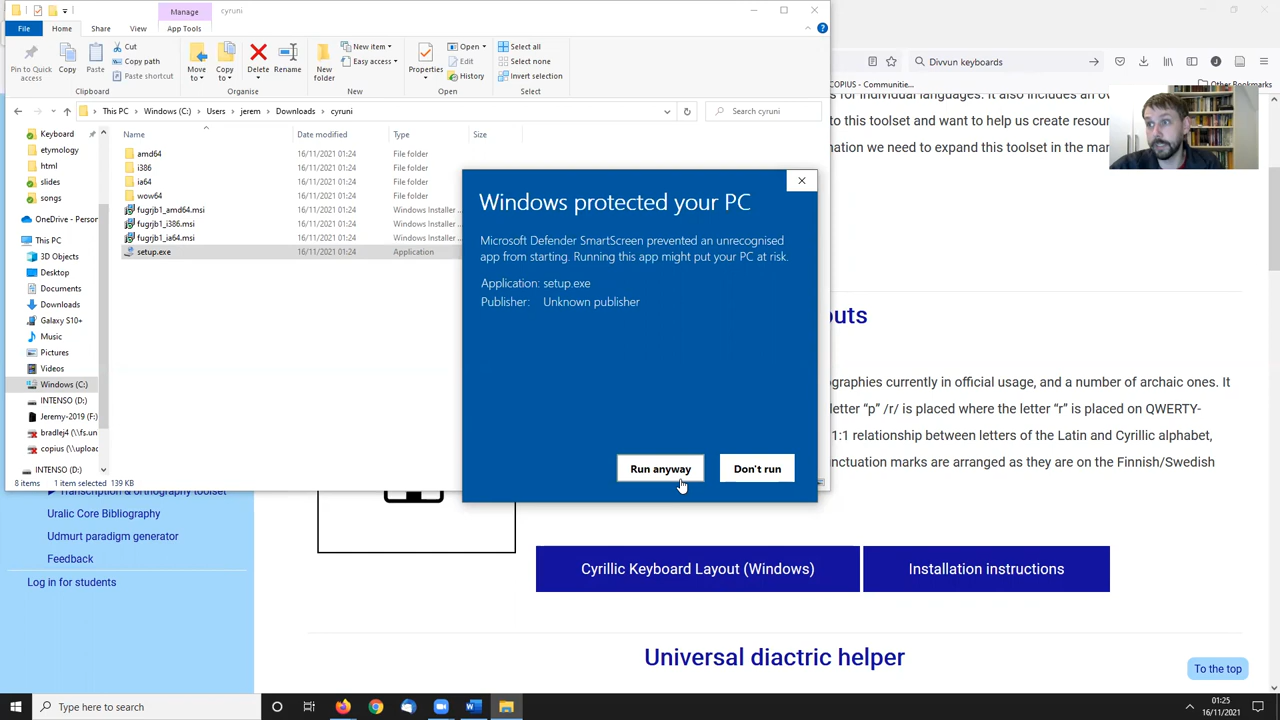 Manage
cyruni
File
Home
Share
View
App Tools
Pin to Quick access
Copy
Paste
Cut
Copy path
Paste shortcut
Clipboard
Move to
Copy to
Delete
Rename
Organise
New folder
New item
Easy access
New
Properties
Open
Edit
History
Open
Select all
Select none
Invert selection
Select
This PC
Windows (C:)
Users
jerem
Downloads
cyruni
Search cyruni
Name
Date modified
Type
Size
Keyboard
etymology
html
slides
songs
OneDrive - Person
This PC
3D Objects
Desktop
Documents
Downloads
Galaxy S10+
Music
Pictures
Videos
Windows (C:)
INTENSO (D:)
Jeremy-2019 (F:)
bradlej4 (\\fs.un
copius (\\upload
INTENSO (D:)
amd64 16/11/2021 01:24 File folder
i386 16/11/2021 01:24 File folder
ia64 16/11/2021 01:24 File folder
wow64 16/11/2021 01:24 File folder
fugrjb1_amd64.msi 16/11/2021 01:24 Windows Installer ...
fugrjb1_i386.msi 16/11/2021 01:24 Windows Installer ...
fugrjb1_ia64.msi 16/11/2021 01:24 Windows Installer ...
setup.exe 16/11/2021 01:24 Application
8 items 1 item selected 139 KB
Windows protected your PC
Microsoft Defender SmartScreen prevented an unrecognised
app from starting. Running this app might put your PC at risk.
Application: setup.exe
Publisher: Unknown publisher
Run anyway
Don't run
Divvun keyboards
COPIUS – Communitie...
Other Bookmarks
s for individual languages. It also includes an ov
to this toolset and want to help us create resour
nation we need to expand this toolset in the mar
outs
ographies currently in official usage, and a number of archaic ones. It
letter “p” /r/ is placed where the letter “r” is placed on QWERTY-
1:1 relationship between letters of the Latin and Cyrillic alphabet,
nctuation marks are arranged as they are on the Finnish/Swedish
Transcription & orthography toolset
Uralic Core Bibliography
Udmurt paradigm generator
Feedback
Log in for students
Cyrillic Keyboard Layout (Windows)
Installation instructions
Universal diactric helper
To the top
Type here to search
01:25
16/11/2021